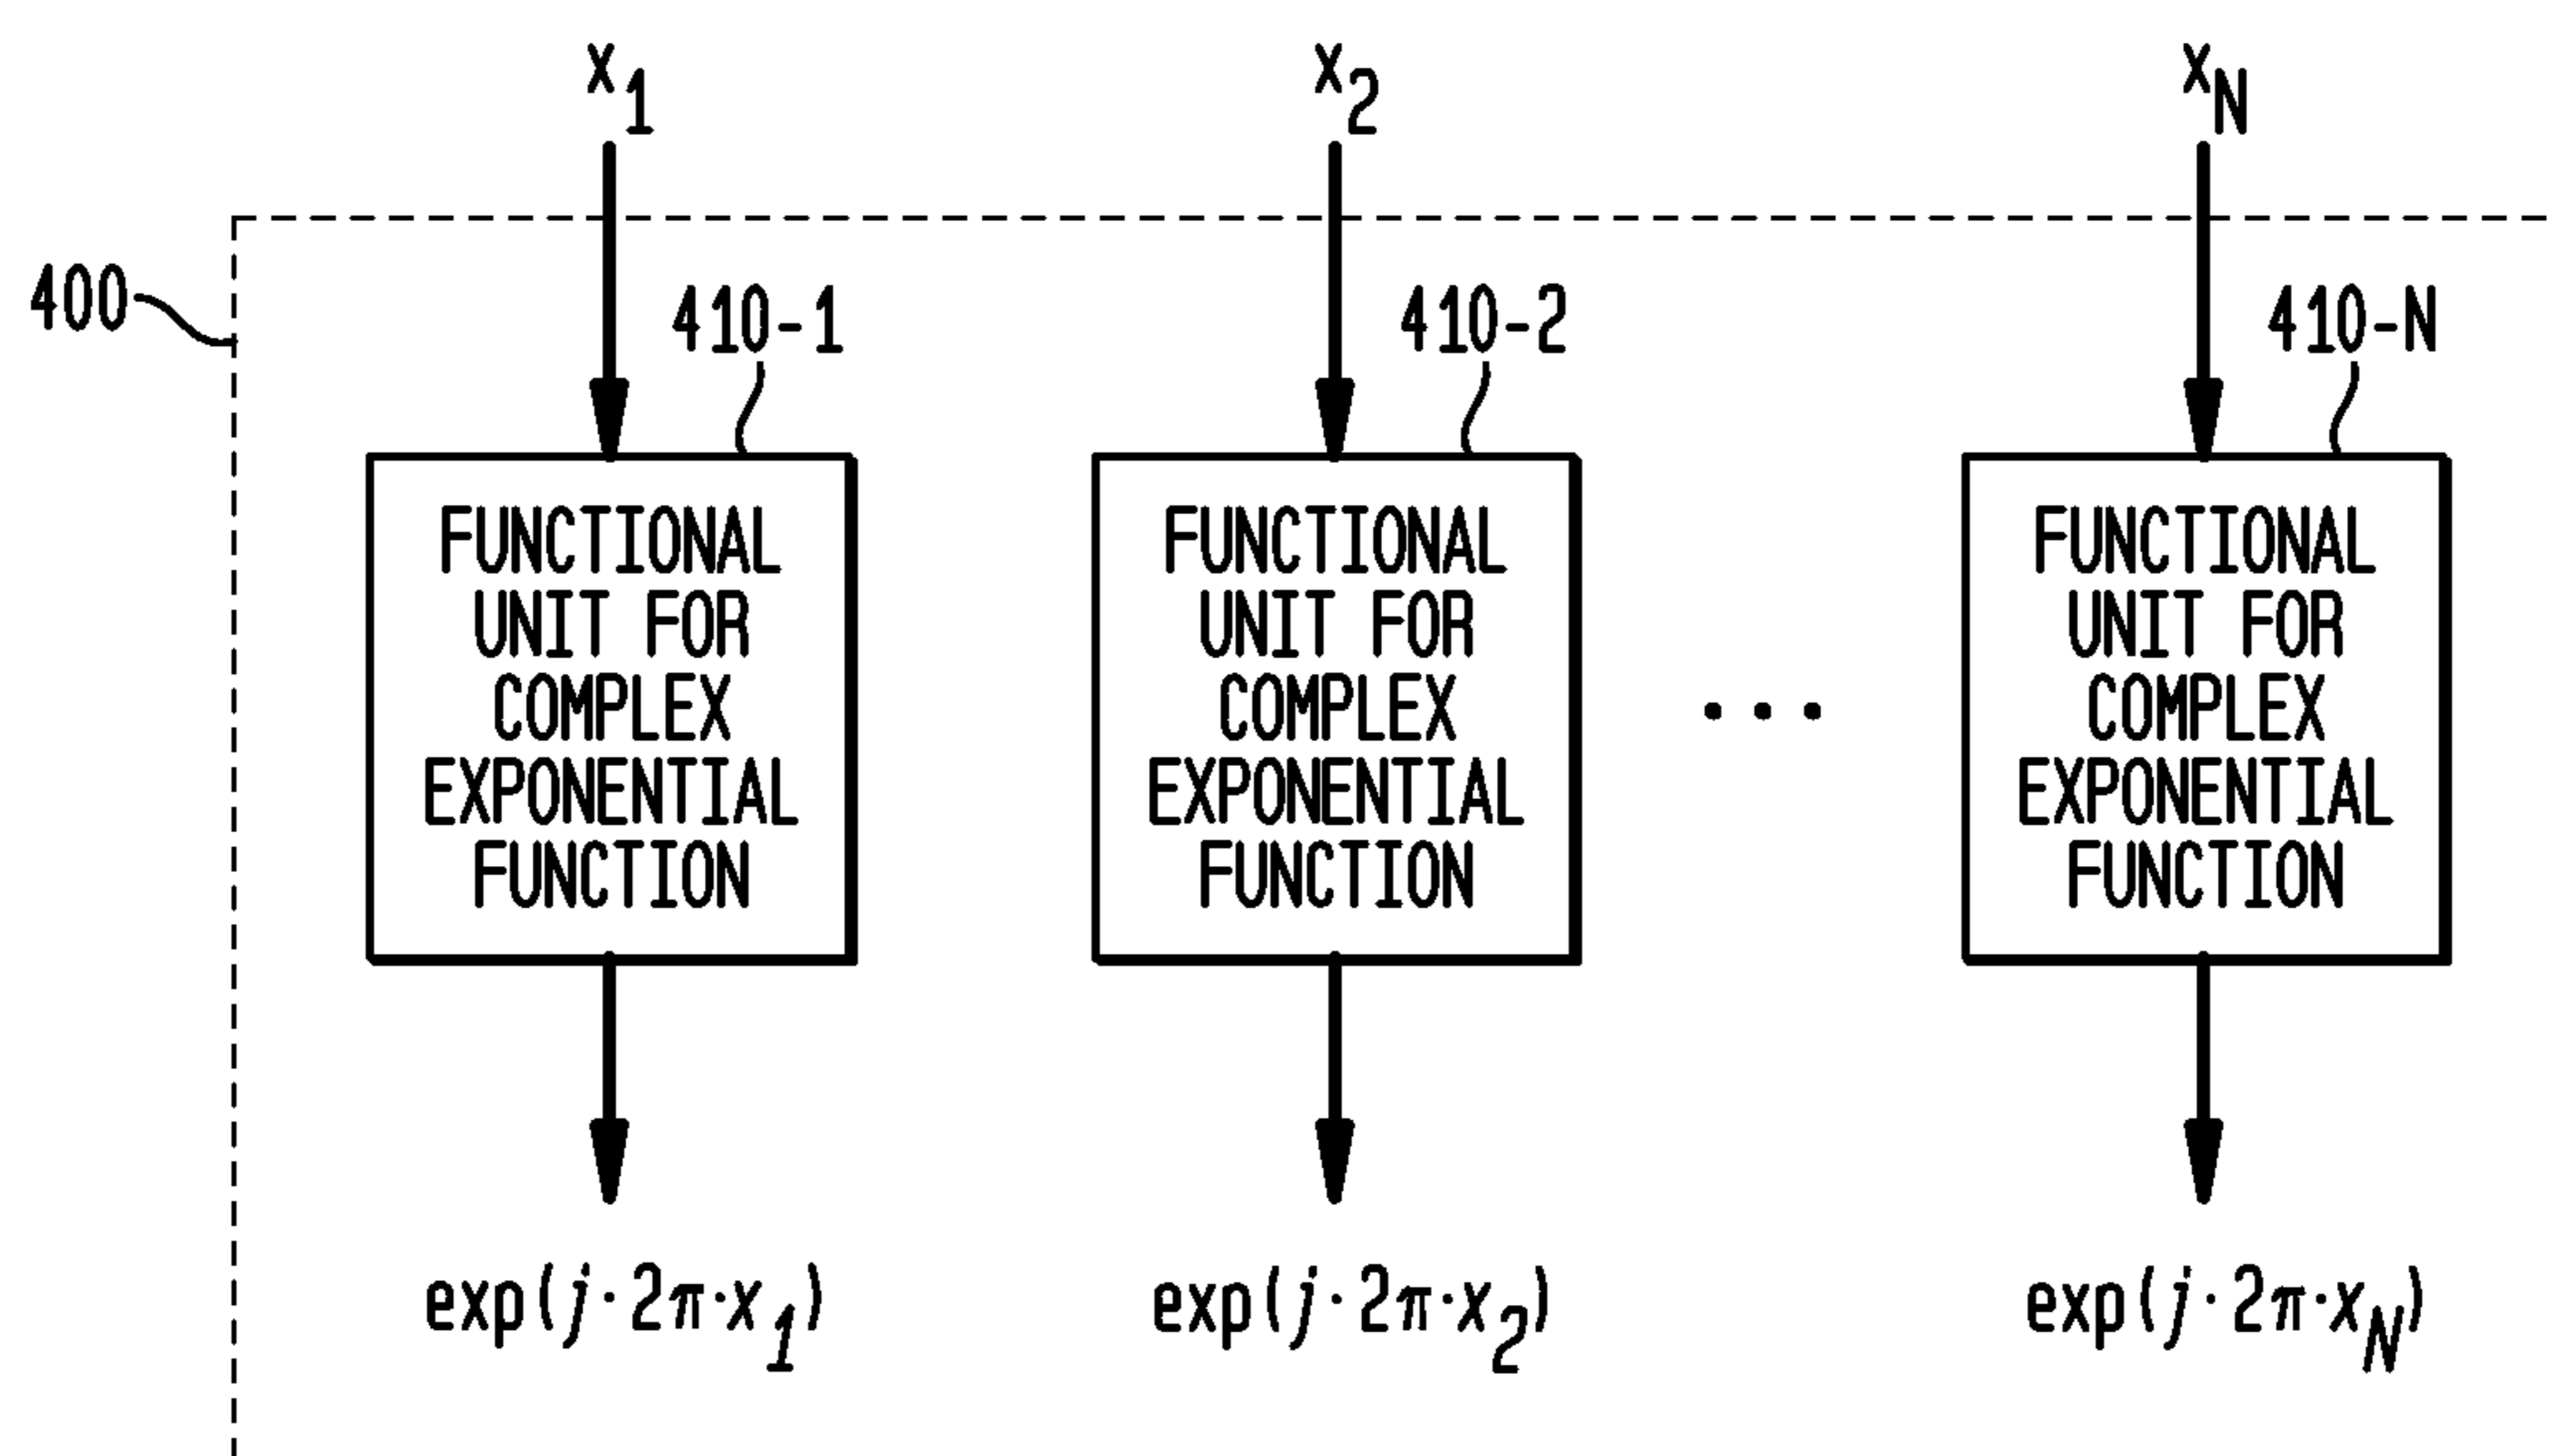 x1
x2
xN
400
410-1
410-2
410-N
FUNCTIONAL
UNIT FOR
COMPLEX
EXPONENTIAL
FUNCTION
FUNCTIONAL
UNIT FOR
COMPLEX
EXPONENTIAL
FUNCTION
...
FUNCTIONAL
UNIT FOR
COMPLEX
EXPONENTIAL
FUNCTION
exp(j·2π·x1)
exp(j·2π·x2)
exp(j·2π·xN)